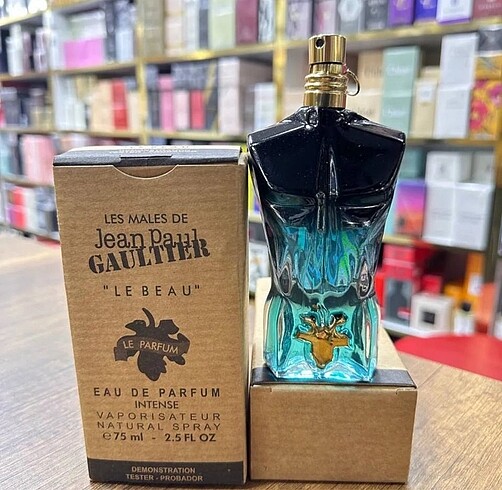 LES MALES DE
Jean Paul
GAULTIER
"LE BEAU"
LE PARFUM
EAU DE PARFUM
INTENSE
VAPORISATEUR
NATURAL SPRAY
℮75 ml - 2.5 FL OZ
DEMONSTRATION
TESTER - PROBADOR